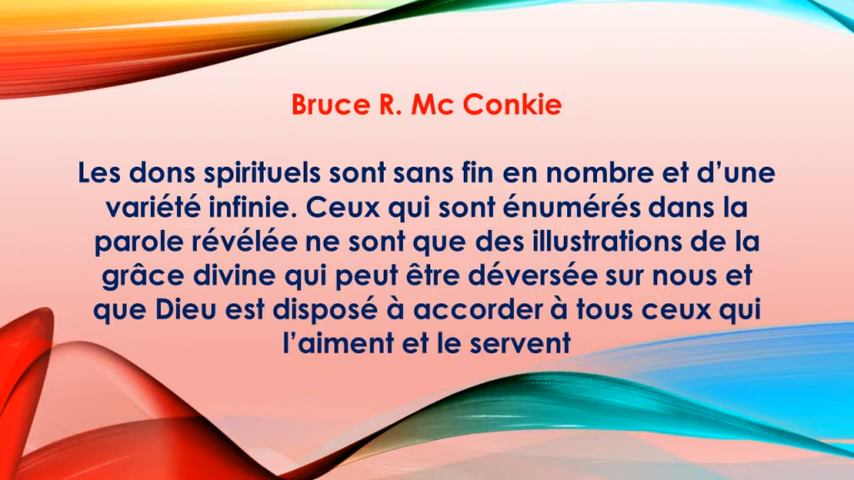 Bruce R. Mc Conkie
Les dons spirituels sont sans fin en nombre et d’une
variété infinie. Ceux qui sont énumérés dans la
parole révélée ne sont que des illustrations de la
grâce divine qui peut être déversée sur nous et
que Dieu est disposé à accorder à tous ceux qui
l’aiment et le servent